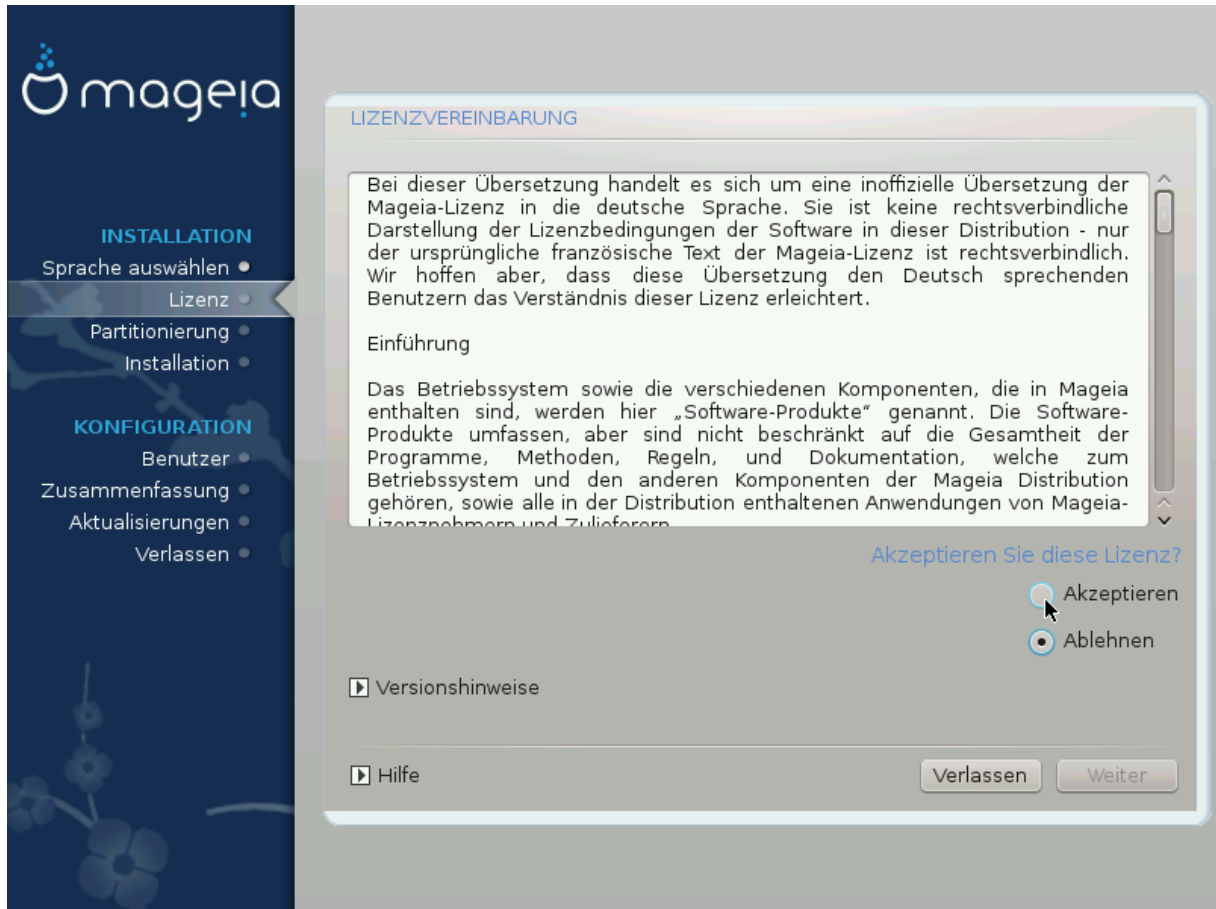 mageia
INSTALLATION
Sprache auswählen
Lizenz
Partitionierung
Installation
KONFIGURATION
Benutzer
Zusammenfassung
Aktualisierungen
Verlassen
LIZENZVEREINBARUNG
Bei dieser Übersetzung handelt es sich um eine inoffizielle Übersetzung der
Mageia-Lizenz in die deutsche Sprache. Sie ist keine rechtsverbindliche
Darstellung der Lizenzbedingungen der Software in dieser Distribution - nur
der ursprüngliche französische Text der Mageia-Lizenz ist rechtsverbindlich.
Wir hoffen aber, dass diese Übersetzung den Deutsch sprechenden
Benutzern das Verständnis dieser Lizenz erleichtert.
Einführung
Das Betriebssystem sowie die verschiedenen Komponenten, die in Mageia
enthalten sind, werden hier „Software-Produkte“ genannt. Die Software-
Produkte umfassen, aber sind nicht beschränkt auf die Gesamtheit der
Programme, Methoden, Regeln, und Dokumentation, welche zum
Betriebssystem und den anderen Komponenten der Mageia Distribution
gehören, sowie alle in der Distribution enthaltenen Anwendungen von Mageia-
Lizenznehmern und Zulieferern.
Akzeptieren Sie diese Lizenz?
Akzeptieren
Ablehnen
Versionshinweise
Hilfe
Verlassen
Weiter